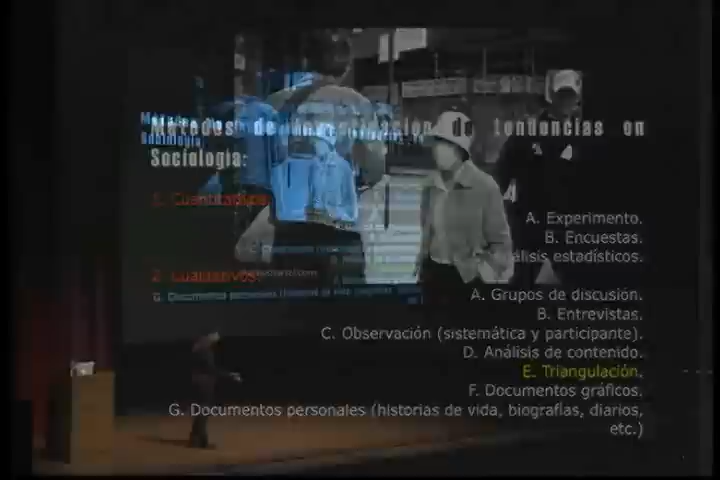 Métodos de investigación de tendencias en
Sociología:
1. Cuantitativos:
A. Experimento.
B. Encuestas.
álisis estadísticos.
2. Cualitativos:
A. Grupos de discusión.
B. Entrevistas.
C. Observación (sistemática y participante).
D. Análisis de contenido.
E. Triangulación.
F. Documentos gráficos.
G. Documentos personales (historias de vida, biografías, diarios,
etc.)